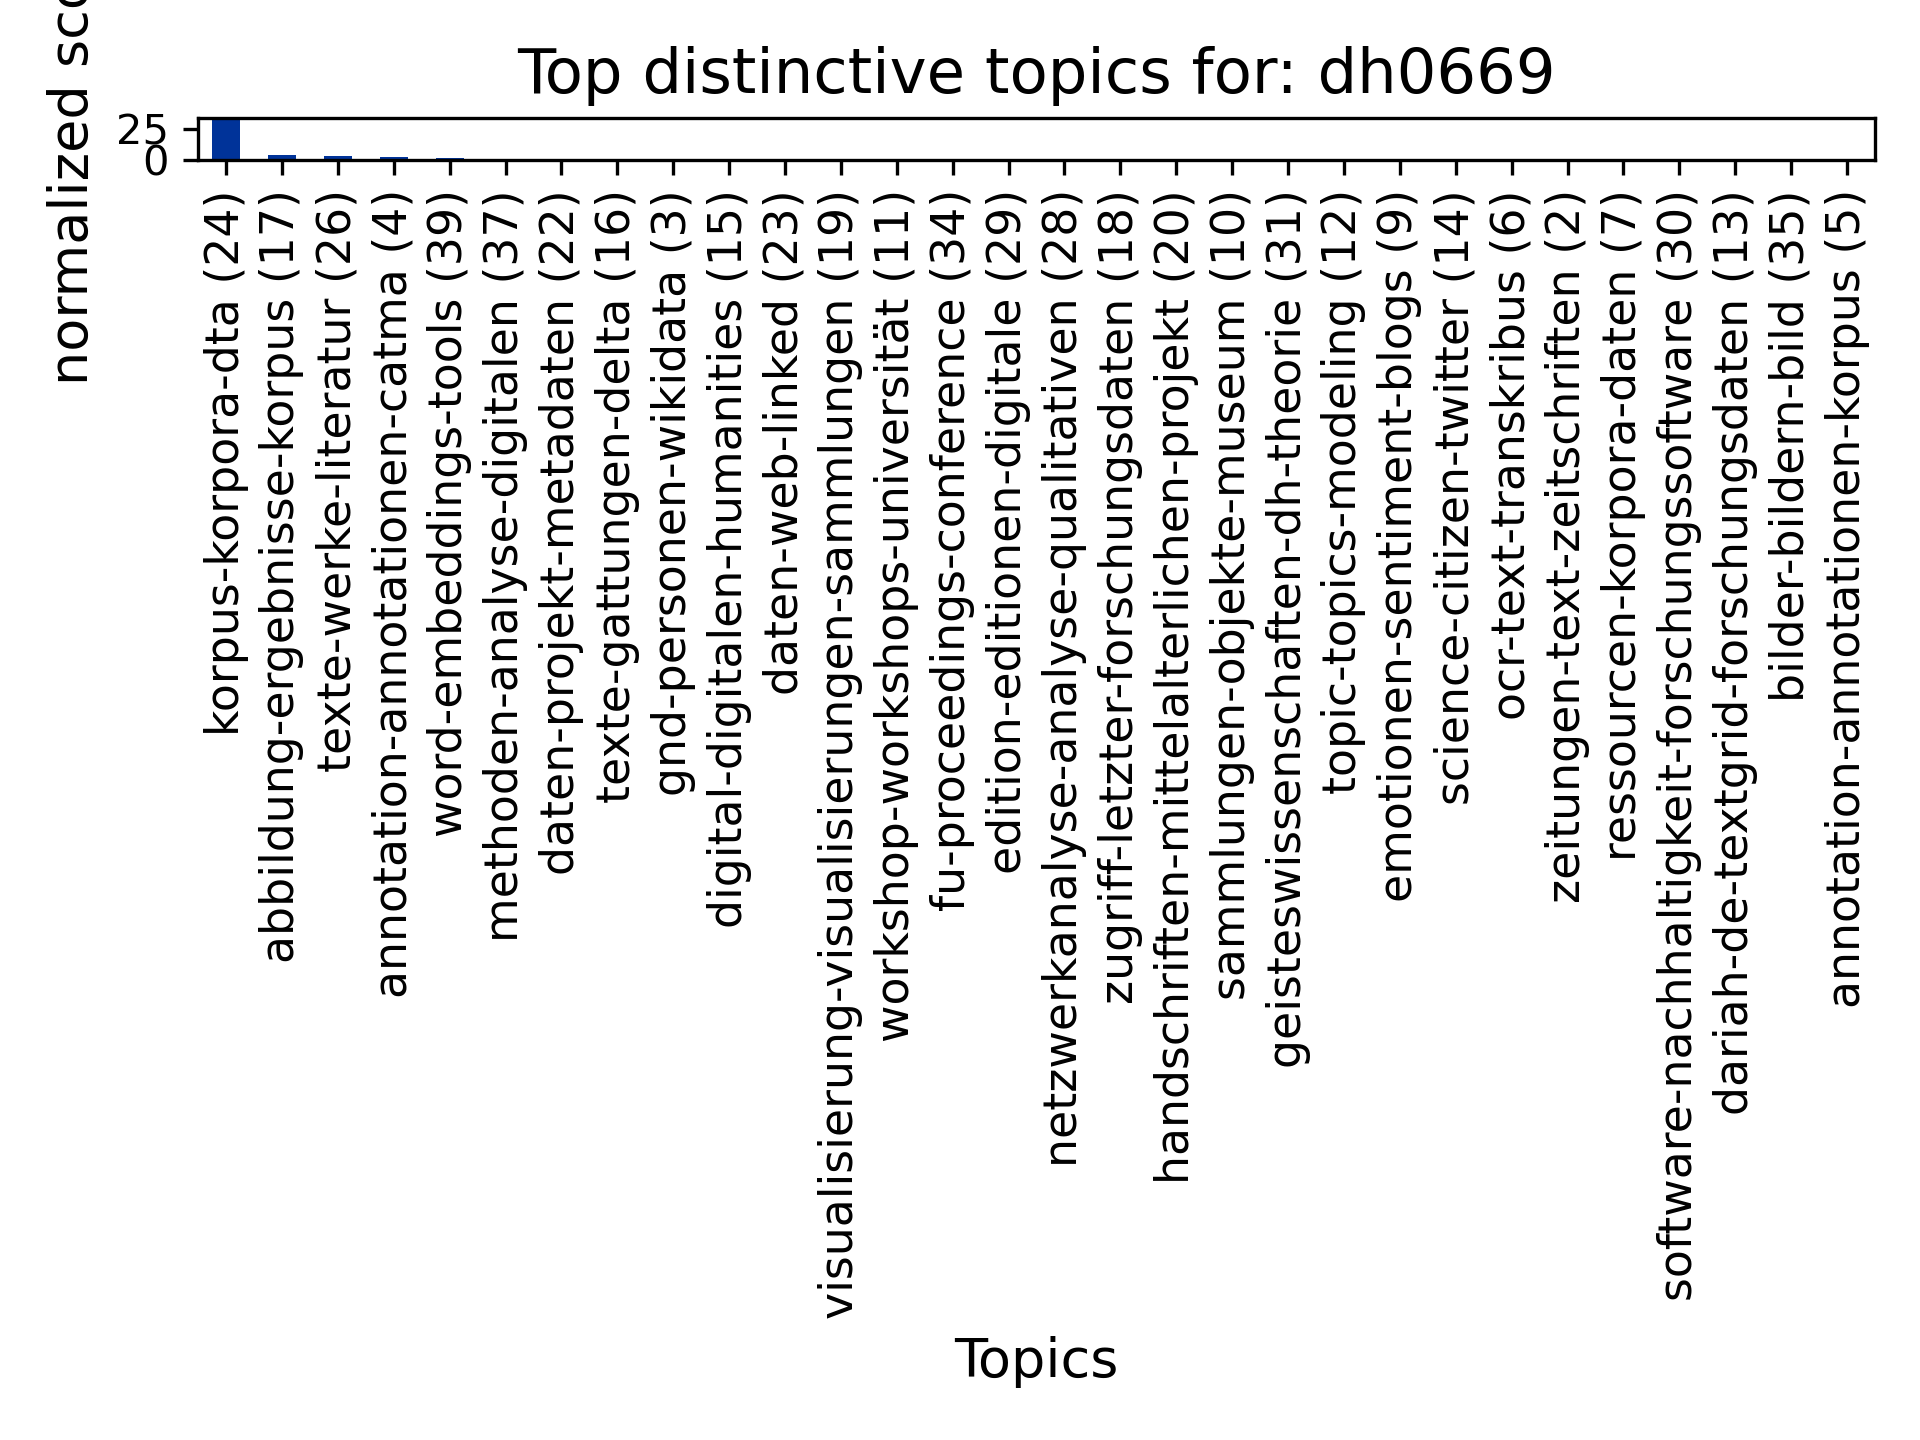 Top distinctive topics for: dh0669
normalized
25
0
korpus-korpora-dta (24)
abbildung-ergebnisse-korpus (17)
texte-werke-literatur (26)
annotation-annotationen-catma (4)
word-embeddings-tools (39)
methoden-analyse-digitalen (37)
daten-projekt-metadaten (22)
texte-gattungen-delta (16)
gnd-personen-wikidata (3)
digital-digitalen-humanities (15)
daten-web-linked (23)
visualisierung-visualisierungen-sammlungen (19)
workshop-workshops-universität (11)
fu-proceedings-conference (34)
edition-editionen-digitale (29)
netzwerkanalyse-analyse-qualitativen (28)
zugriff-letzter-forschungsdaten (18)
handschriften-mittelalterlichen-projekt (20)
sammlungen-objekte-museum (10)
geisteswissenschaften-dh-theorie (31)
topic-topics-modeling (12)
emotionen-sentiment-blogs (9)
science-citizen-twitter (14)
ocr-text-transkribus (6)
zeitungen-text-zeitschriften (2)
ressourcen-korpora-daten (7)
software-nachhaltigkeit-forschungssoftware (30)
dariah-de-textgrid-forschungsdaten (13)
bilder-bildern-bild (35)
annotation-annotationen-korpus (5)
Topics